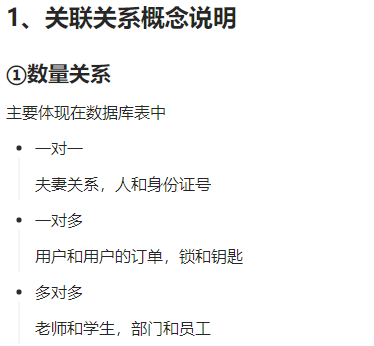 1、关联关系概念说明
①数量关系
主要体现在数据库表中
一对一
夫妻关系，人和身份证号
一对多
用户和用户的订单，锁和钥匙
多对多
老师和学生，部门和员工